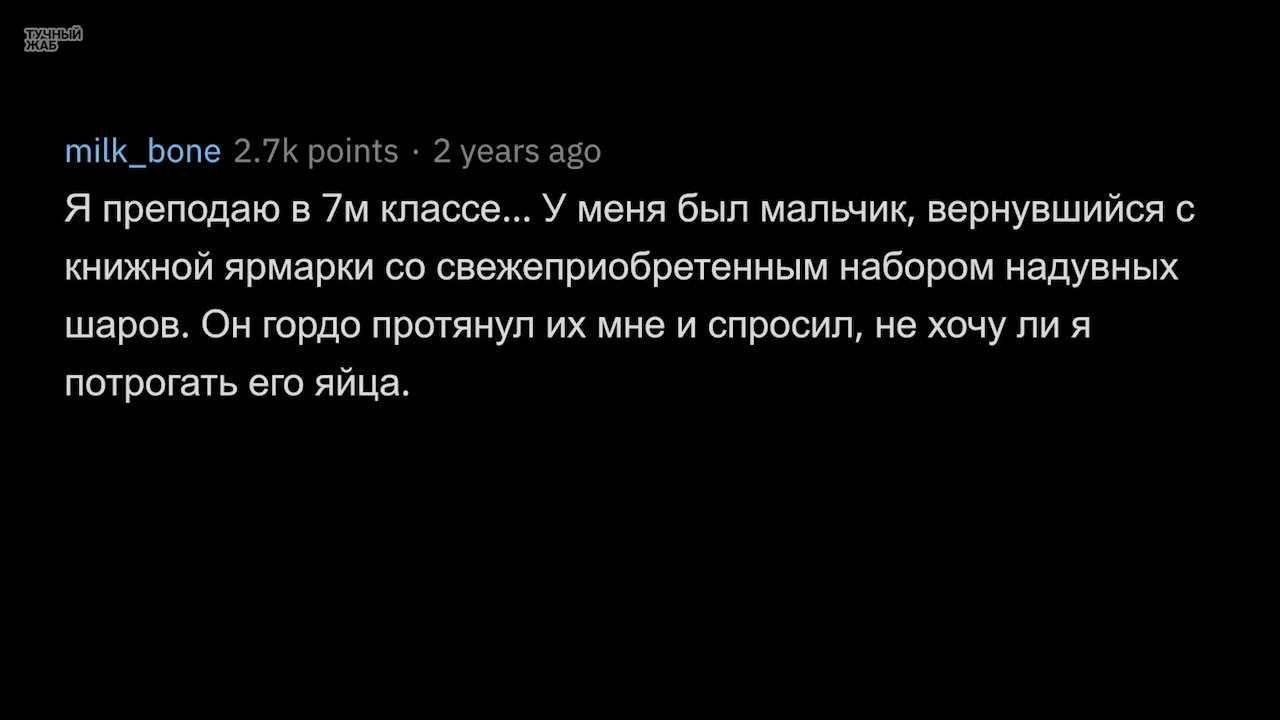 ТУЧНЫЙ
ЖАБ
milk_bone 2.7k points · 2 years ago
Я преподаю в 7м классе... У меня был мальчик, вернувшийся с
книжной ярмарки со свежеприобретенным набором надувных
шаров. Он гордо протянул их мне и спросил, не хочу ли я
потрогать его яйца.